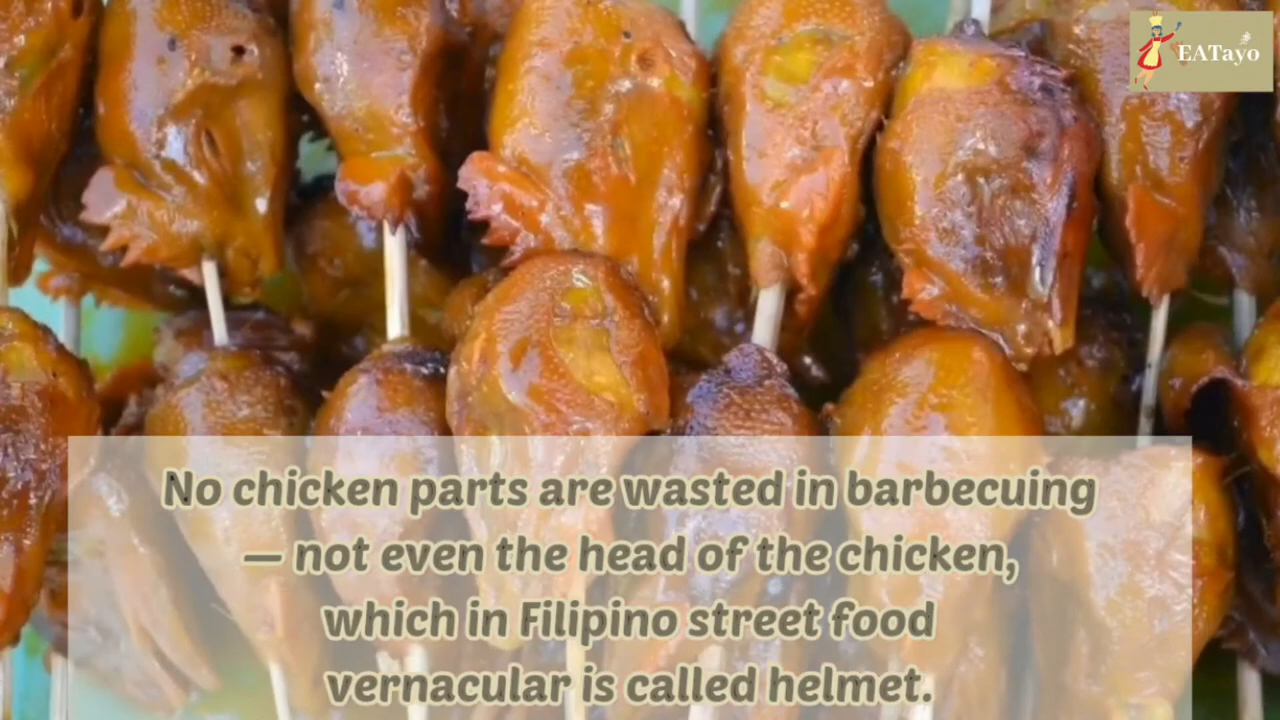 EATayo
No chicken parts are wasted in barbecuing
— not even the head of the chicken,
which in Filipino street food
vernacular is called helmet.